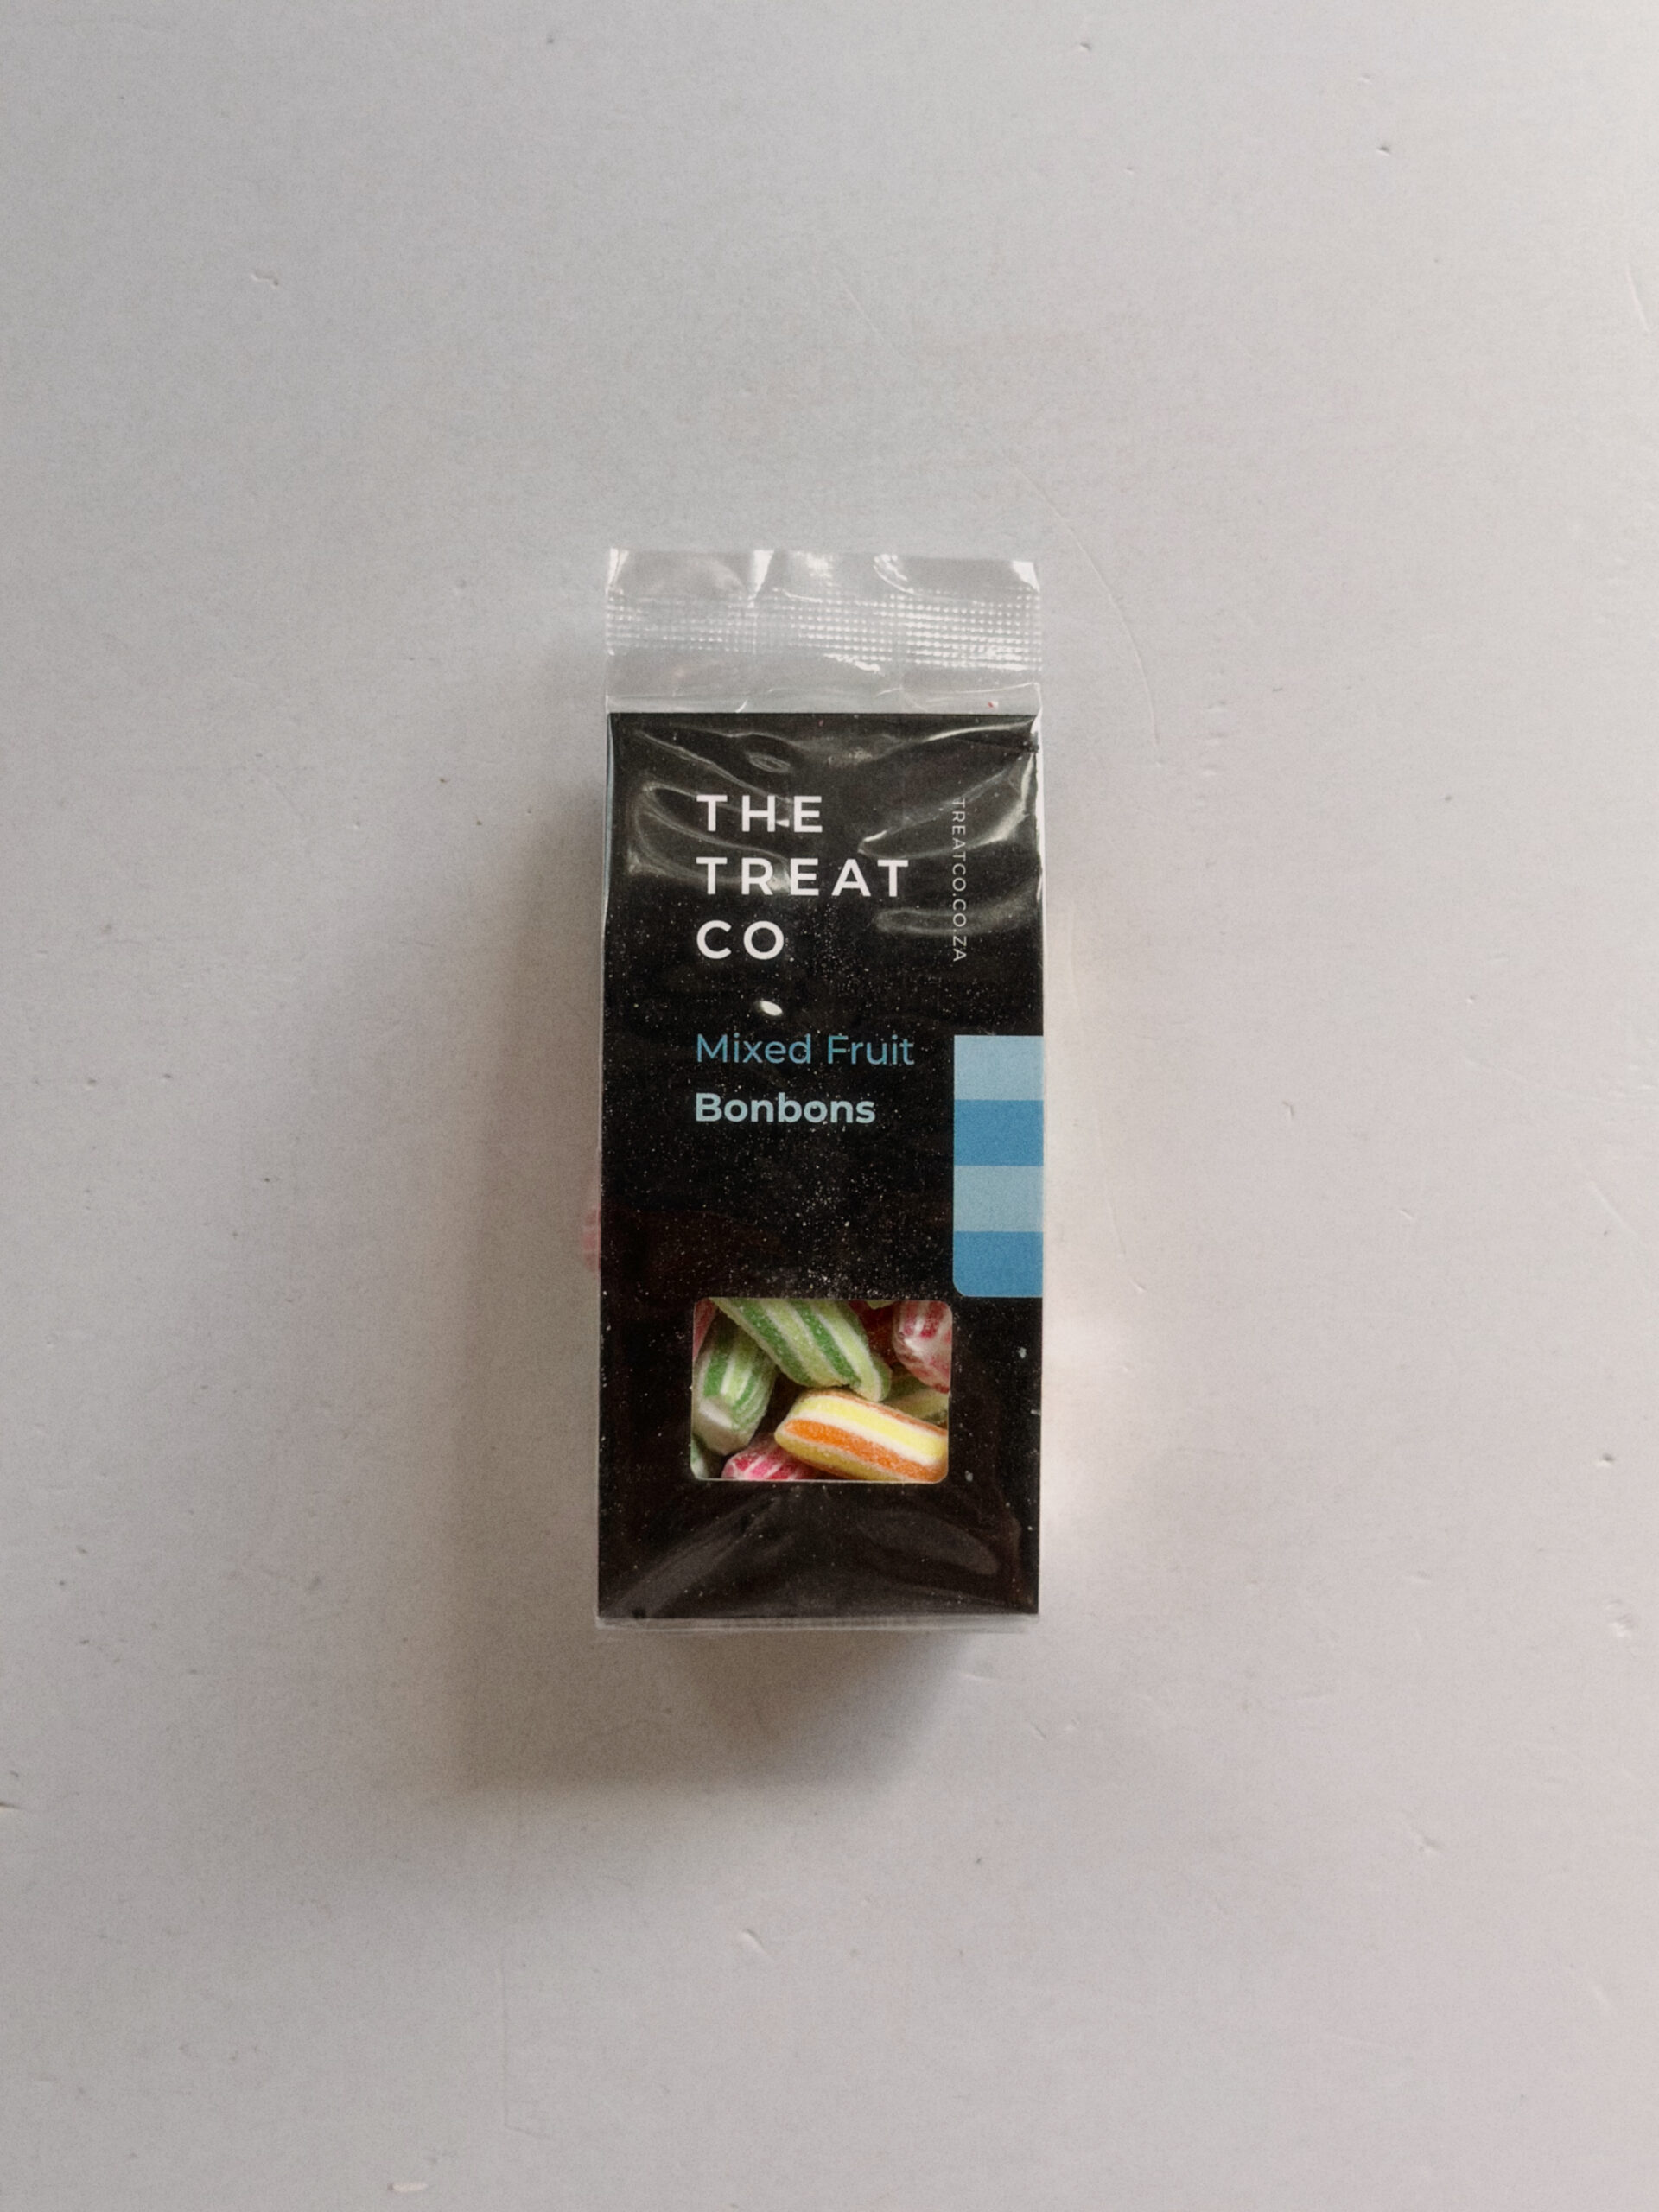 THE
TREAT
CO
TREATCO.CO.ZA
Mixed Fruit
Bonbons